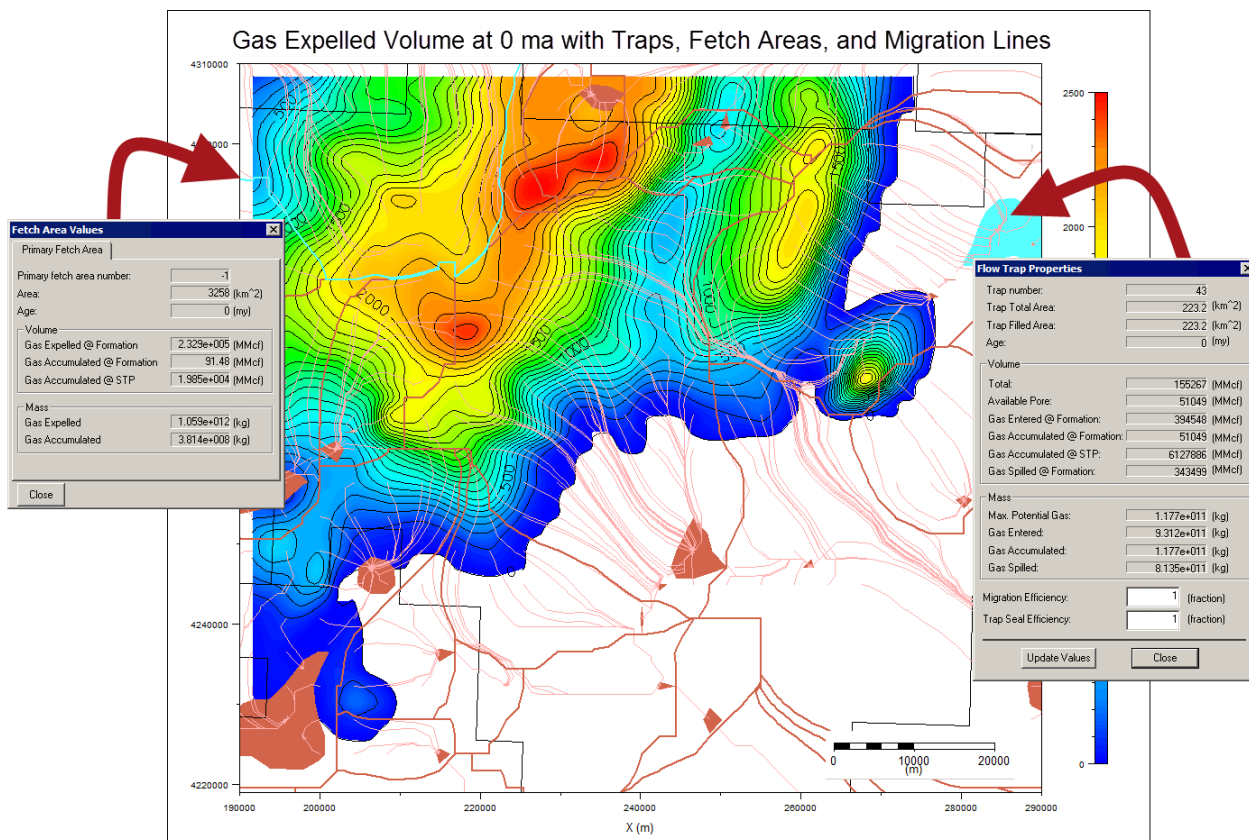 Gas Expelled Volume at 0 ma with Traps, Fetch Areas, and Migration Lines
4310000
4240000
4220000
190000
200000
220000
240000
260000
280000
290000
X (m)
2500
2000
0
500
1500
2000
1500
1000
1000
1500
500
0
0
10000
20000
(m)
Fetch Area Values
Primary Fetch Area
Primary fetch area number: -1
Area: 3258 (km^2)
Age: 0 (my)
Volume
Gas Expelled @ Formation 2.329e+005 (MMcf)
Gas Accumulated @ Formation 91.48 (MMcf)
Gas Accumulated @ STP 1.985e+004 (MMcf)
Mass
Gas Expelled 1.059e+012 (kg)
Gas Accumulated 3.814e+008 (kg)
Close
Flow Trap Properties
Trap number: 43
Trap Total Area: 223.2 (km^2)
Trap Filled Area: 223.2 (km^2)
Age: 0 (my)
Volume
Total: 155267 (MMcf)
Available Pore: 51049 (MMcf)
Gas Entered @ Formation: 394548 (MMcf)
Gas Accumulated @ Formation: 51049 (MMcf)
Gas Accumulated @ STP: 6127886 (MMcf)
Gas Spilled @ Formation: 343499 (MMcf)
Mass
Max. Potential Gas: 1.177e+011 (kg)
Gas Entered: 9.312e+011 (kg)
Gas Accumulated: 1.177e+011 (kg)
Gas Spilled: 8.135e+011 (kg)
Migration Efficiency: 1 (fraction)
Trap Seal Efficiency: 1 (fraction)
Update Values
Close